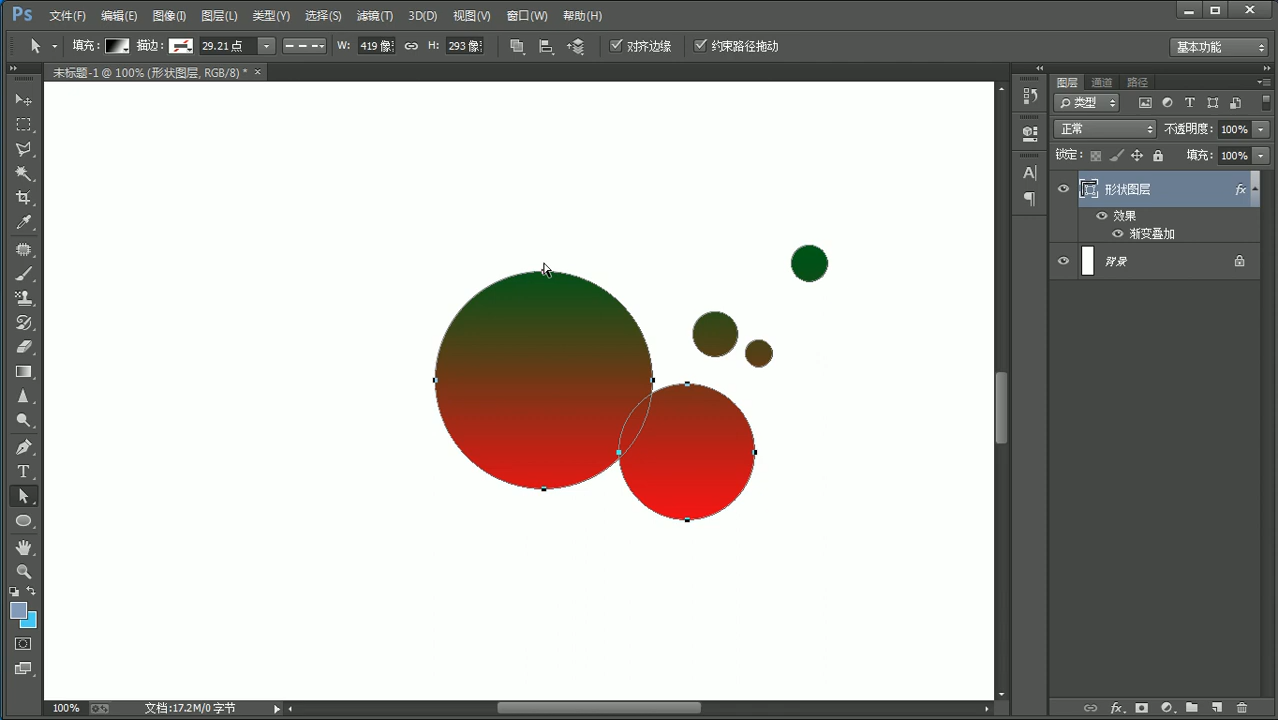 Ps 文件(F) 编辑(E) 图像(I) 图层(L) 类型(Y) 选择(S) 滤镜(T) 3D(D) 视图(V) 窗口(W) 帮助(H)
填充: 描边: 29.21 点 W: 419 像 H: 293 像 对齐边缘 约束路径拖动 基本功能
未标题-1 @ 100% (形状图层, RGB/8) * ×
图层 通道 路径
类型
正常 不透明度: 100%
锁定: 填充: 100%
形状图层 fx
效果
渐变叠加
背景
100% 文档:17.2M/0 字节